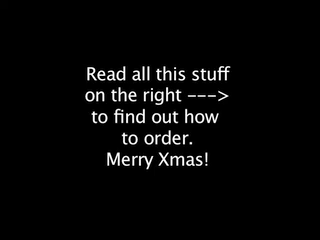 Read all this stuff
on the right --->
to find out how
to order.
Merry Xmas!